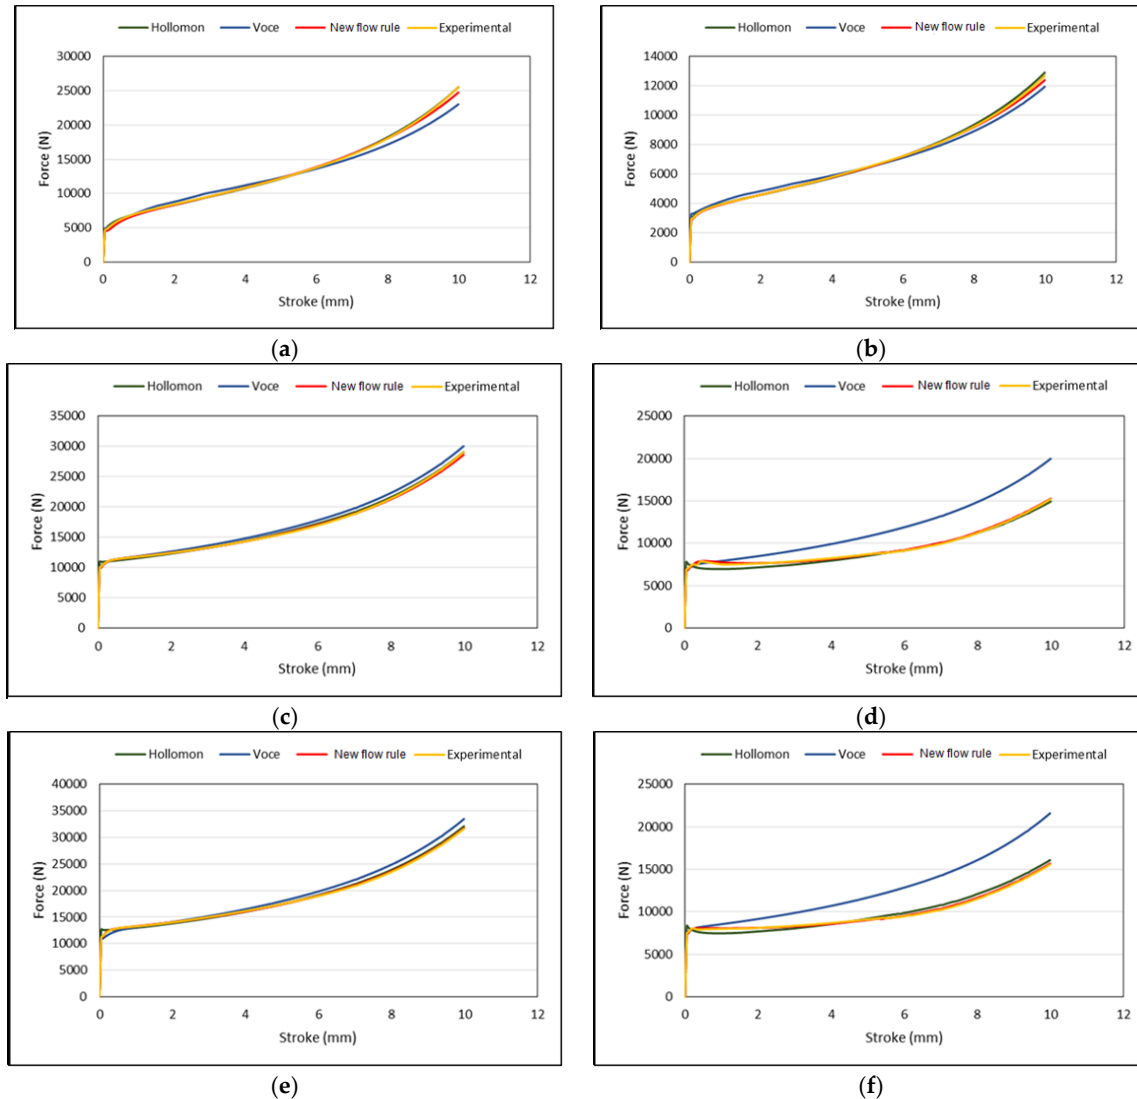 Hollomon Voce New flow rule Experimental
30000
25000
20000
15000
10000
5000
0
Force (N)
0 2 4 6 8 10 12
Stroke (mm)
(a)
Hollomon Voce New flow rule Experimental
14000
12000
10000
8000
6000
4000
2000
0
Force (N)
0 2 4 6 8 10 12
Stroke (mm)
(b)
Hollomon Voce New flow rule Experimental
35000
30000
25000
20000
15000
10000
5000
0
Force (N)
0 2 4 6 8 10 12
Stroke (mm)
(c)
Hollomon Voce New flow rule Experimental
25000
20000
15000
10000
5000
0
Force (N)
0 2 4 6 8 10 12
Stroke (mm)
(d)
Hollomon Voce New flow rule Experimental
40000
35000
30000
25000
20000
15000
10000
5000
0
Force (N)
0 2 4 6 8 10 12
Stroke (mm)
(e)
Hollomon Voce New flow rule Experimental
25000
20000
15000
10000
5000
0
Force (N)
0 2 4 6 8 10 12
Stroke (mm)
(f)